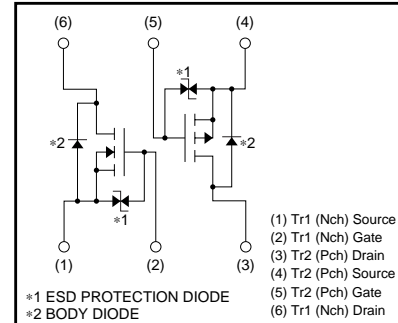 (6) (5) (4)
∗1
∗2
∗2
∗1
(1) (2) (3)
(1) Tr1 (Nch) Source
(2) Tr1 (Nch) Gate
(3) Tr2 (Pch) Drain
(4) Tr2 (Pch) Source
(5) Tr2 (Pch) Gate
(6) Tr1 (Nch) Drain
∗1 ESD PROTECTION DIODE
∗2 BODY DIODE